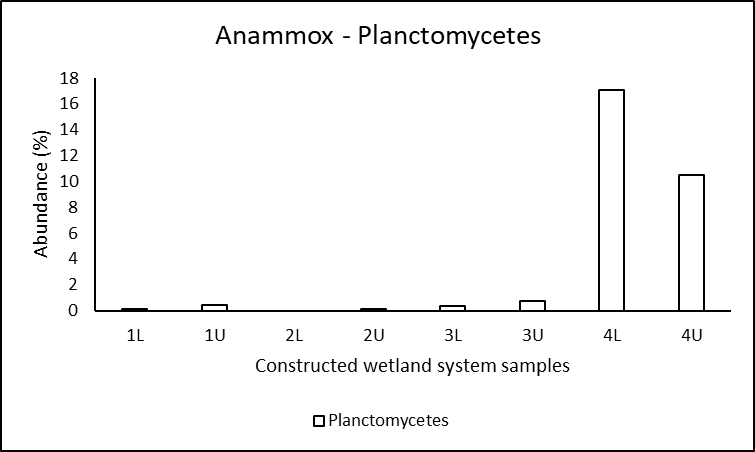 Anammox - Planctomycetes
Abundance (%)
18
16
14
12
10
8
6
4
2
0
1L 1U 2L 2U 3L 3U 4L 4U
Constructed wetland system samples
Planctomycetes